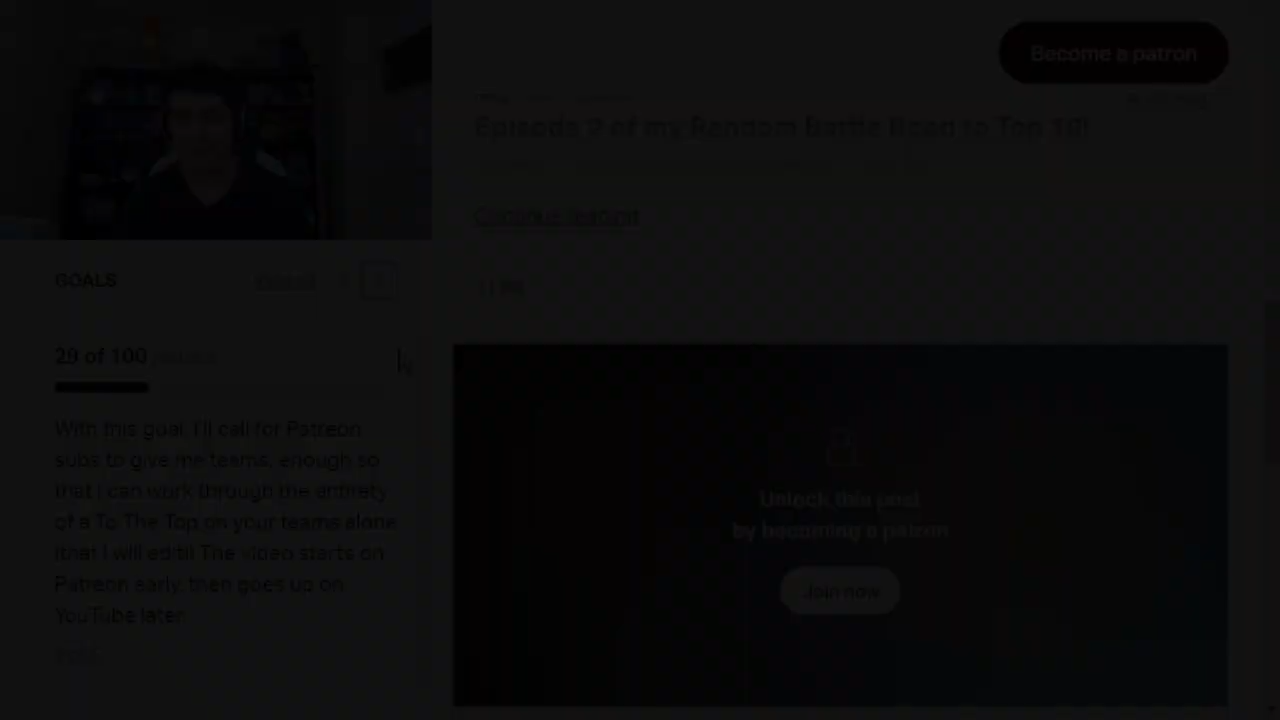 Become a patron
Episode 9 of my Random Battle Road to Top 10!
Continue reading
GOALS
29 of 100
With this goal, I'll call for Patreon
subs to give me teams, enough so
that I can work through the entirety
of a To The Top on your teams alone
(that I will edit)! The video starts on
Patreon early, then goes up on
YouTube later.
Unlock this post
by becoming a patron
Join now